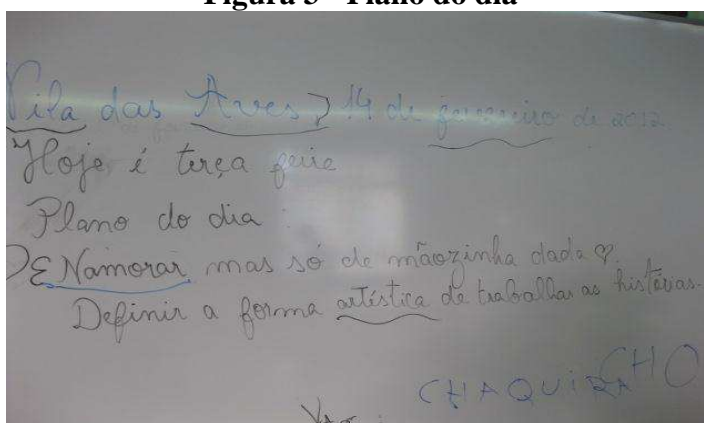 Figura 3 - Plano do dia
Vila das Aves, 14 de fevereiro de 2012
Hoje é terça feira
Plano do dia :
Namorar mas só de mãozinha dada ♡.
Definir a forma artística de trabalhar as histórias.
CHAQUIRA